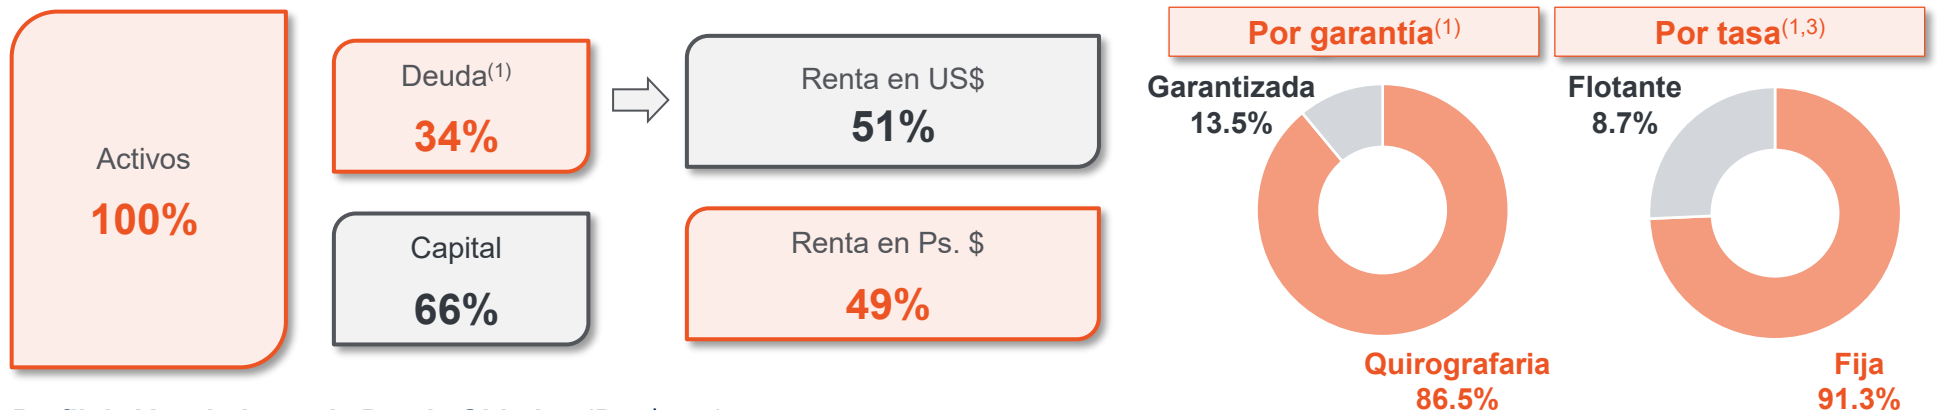 Activos
100%
Deuda(1)
34%
Capital
66%
Renta en US$
51%
Renta en Ps. $
49%
Por garantía(1)
Garantizada
13.5%
Quirografaria
86.5%
Por tasa(1,3)
Flotante
8.7%
Fija
91.3%